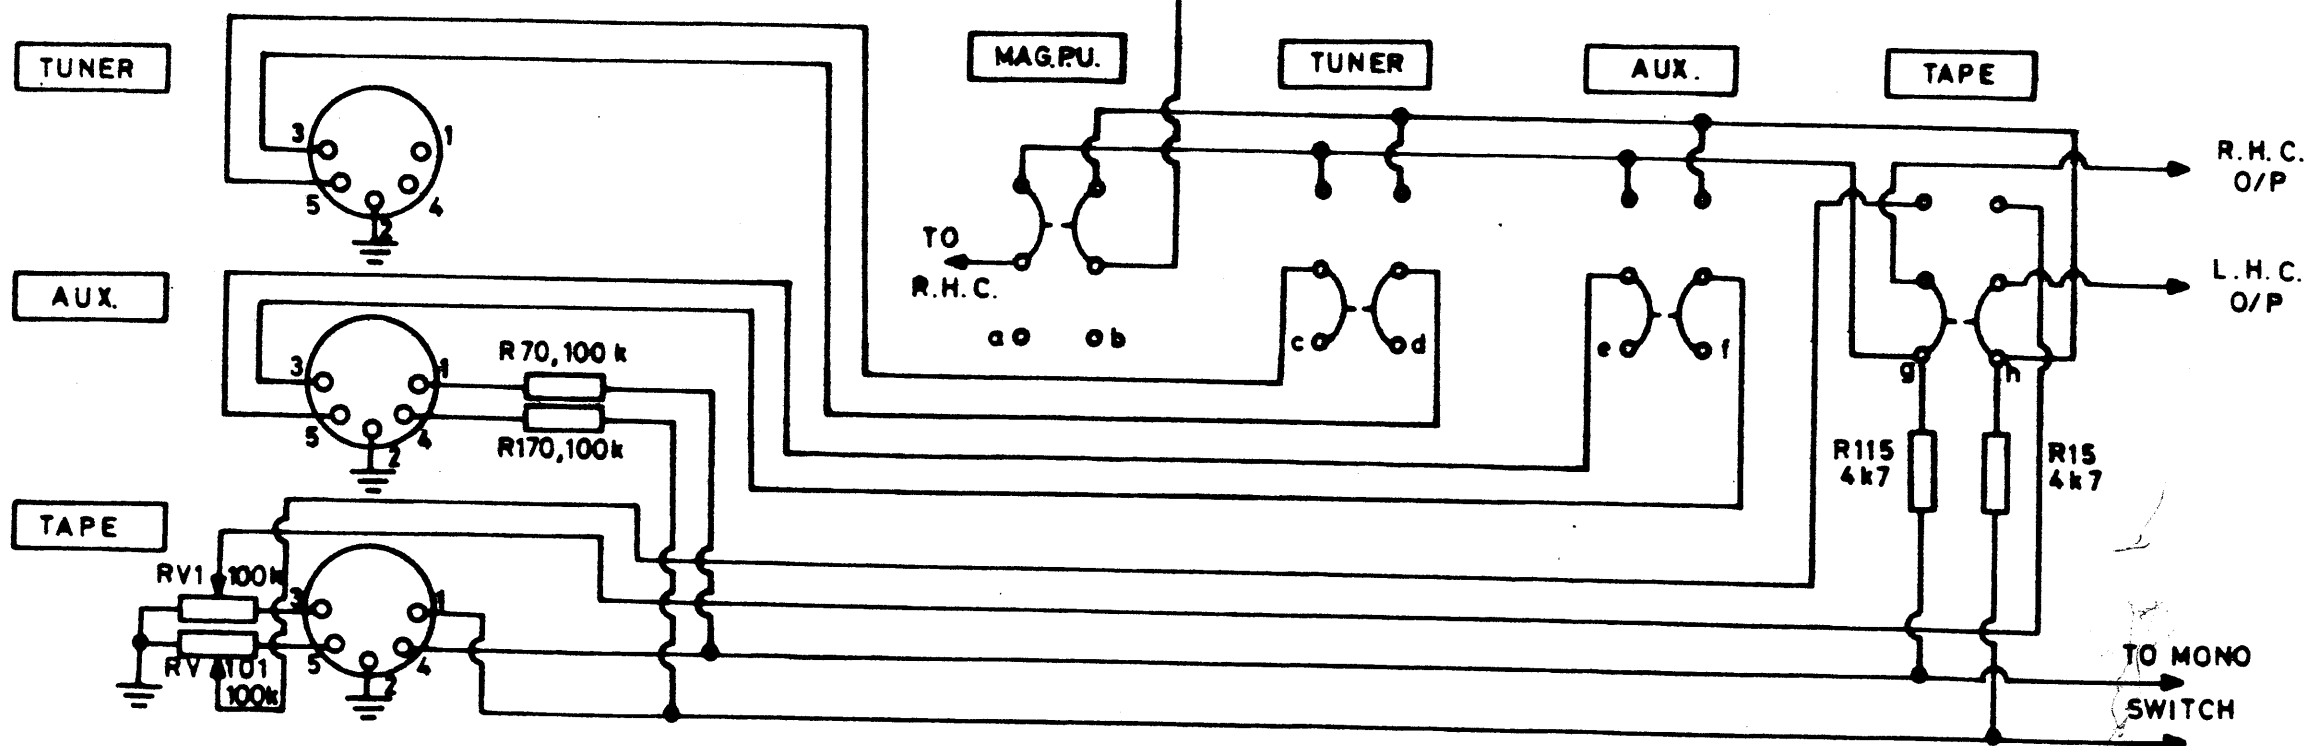 TUNER
3
1
5
4
2
AUX.
3
1
5
4
2
R70,100 k
R170,100k
TAPE
RV1 100k
3
1
5
4
2
RV 101
100k
MAG.P.U.
TUNER
AUX.
TAPE
TO
R.H.C.
a
b
c
d
e
f
g
h
R.H.C.
O/P
L.H.C.
O/P
R115
4k7
R15
4k7
TO MONO
SWITCH